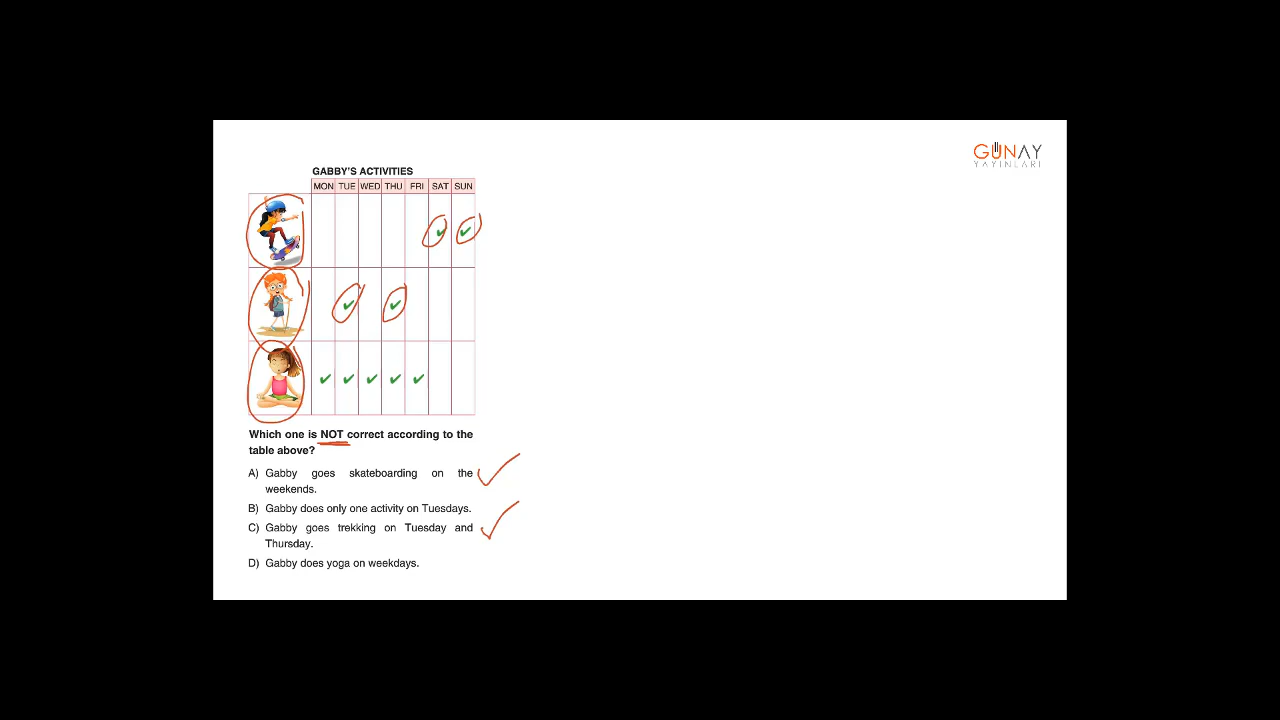 GÜNAY
YAYINLARI
GABBY'S ACTIVITIES
MON TUE WED THU FRI SAT SUN
Which one is NOT correct according to the
table above?
A) Gabby goes skateboarding on the
weekends.
B) Gabby does only one activity on Tuesdays.
C) Gabby goes trekking on Tuesday and
Thursday.
D) Gabby does yoga on weekdays.